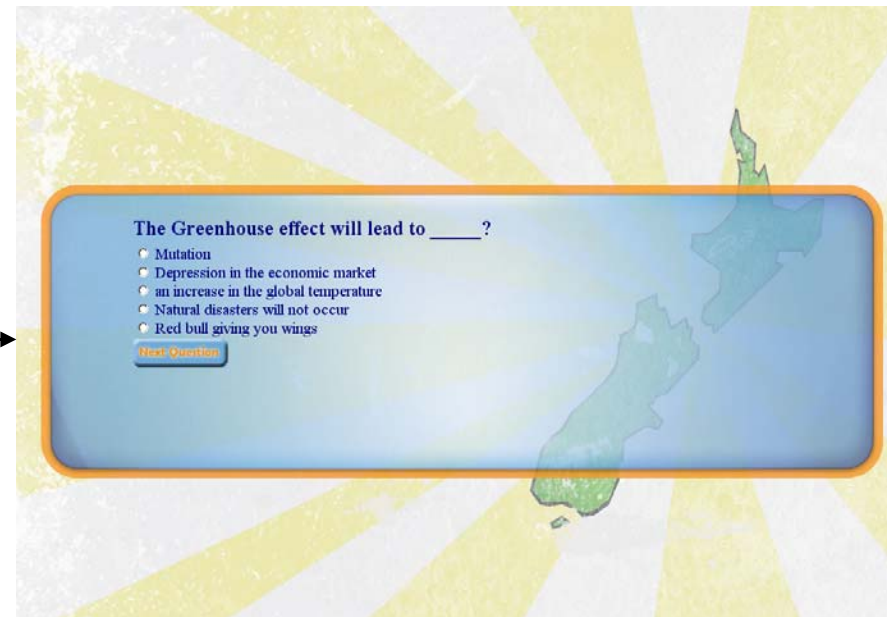 The Greenhouse effect will lead to _____?
Mutation
Depression in the economic market
an increase in the global temperature
Natural disasters will not occur
Red bull giving you wings
Next Question